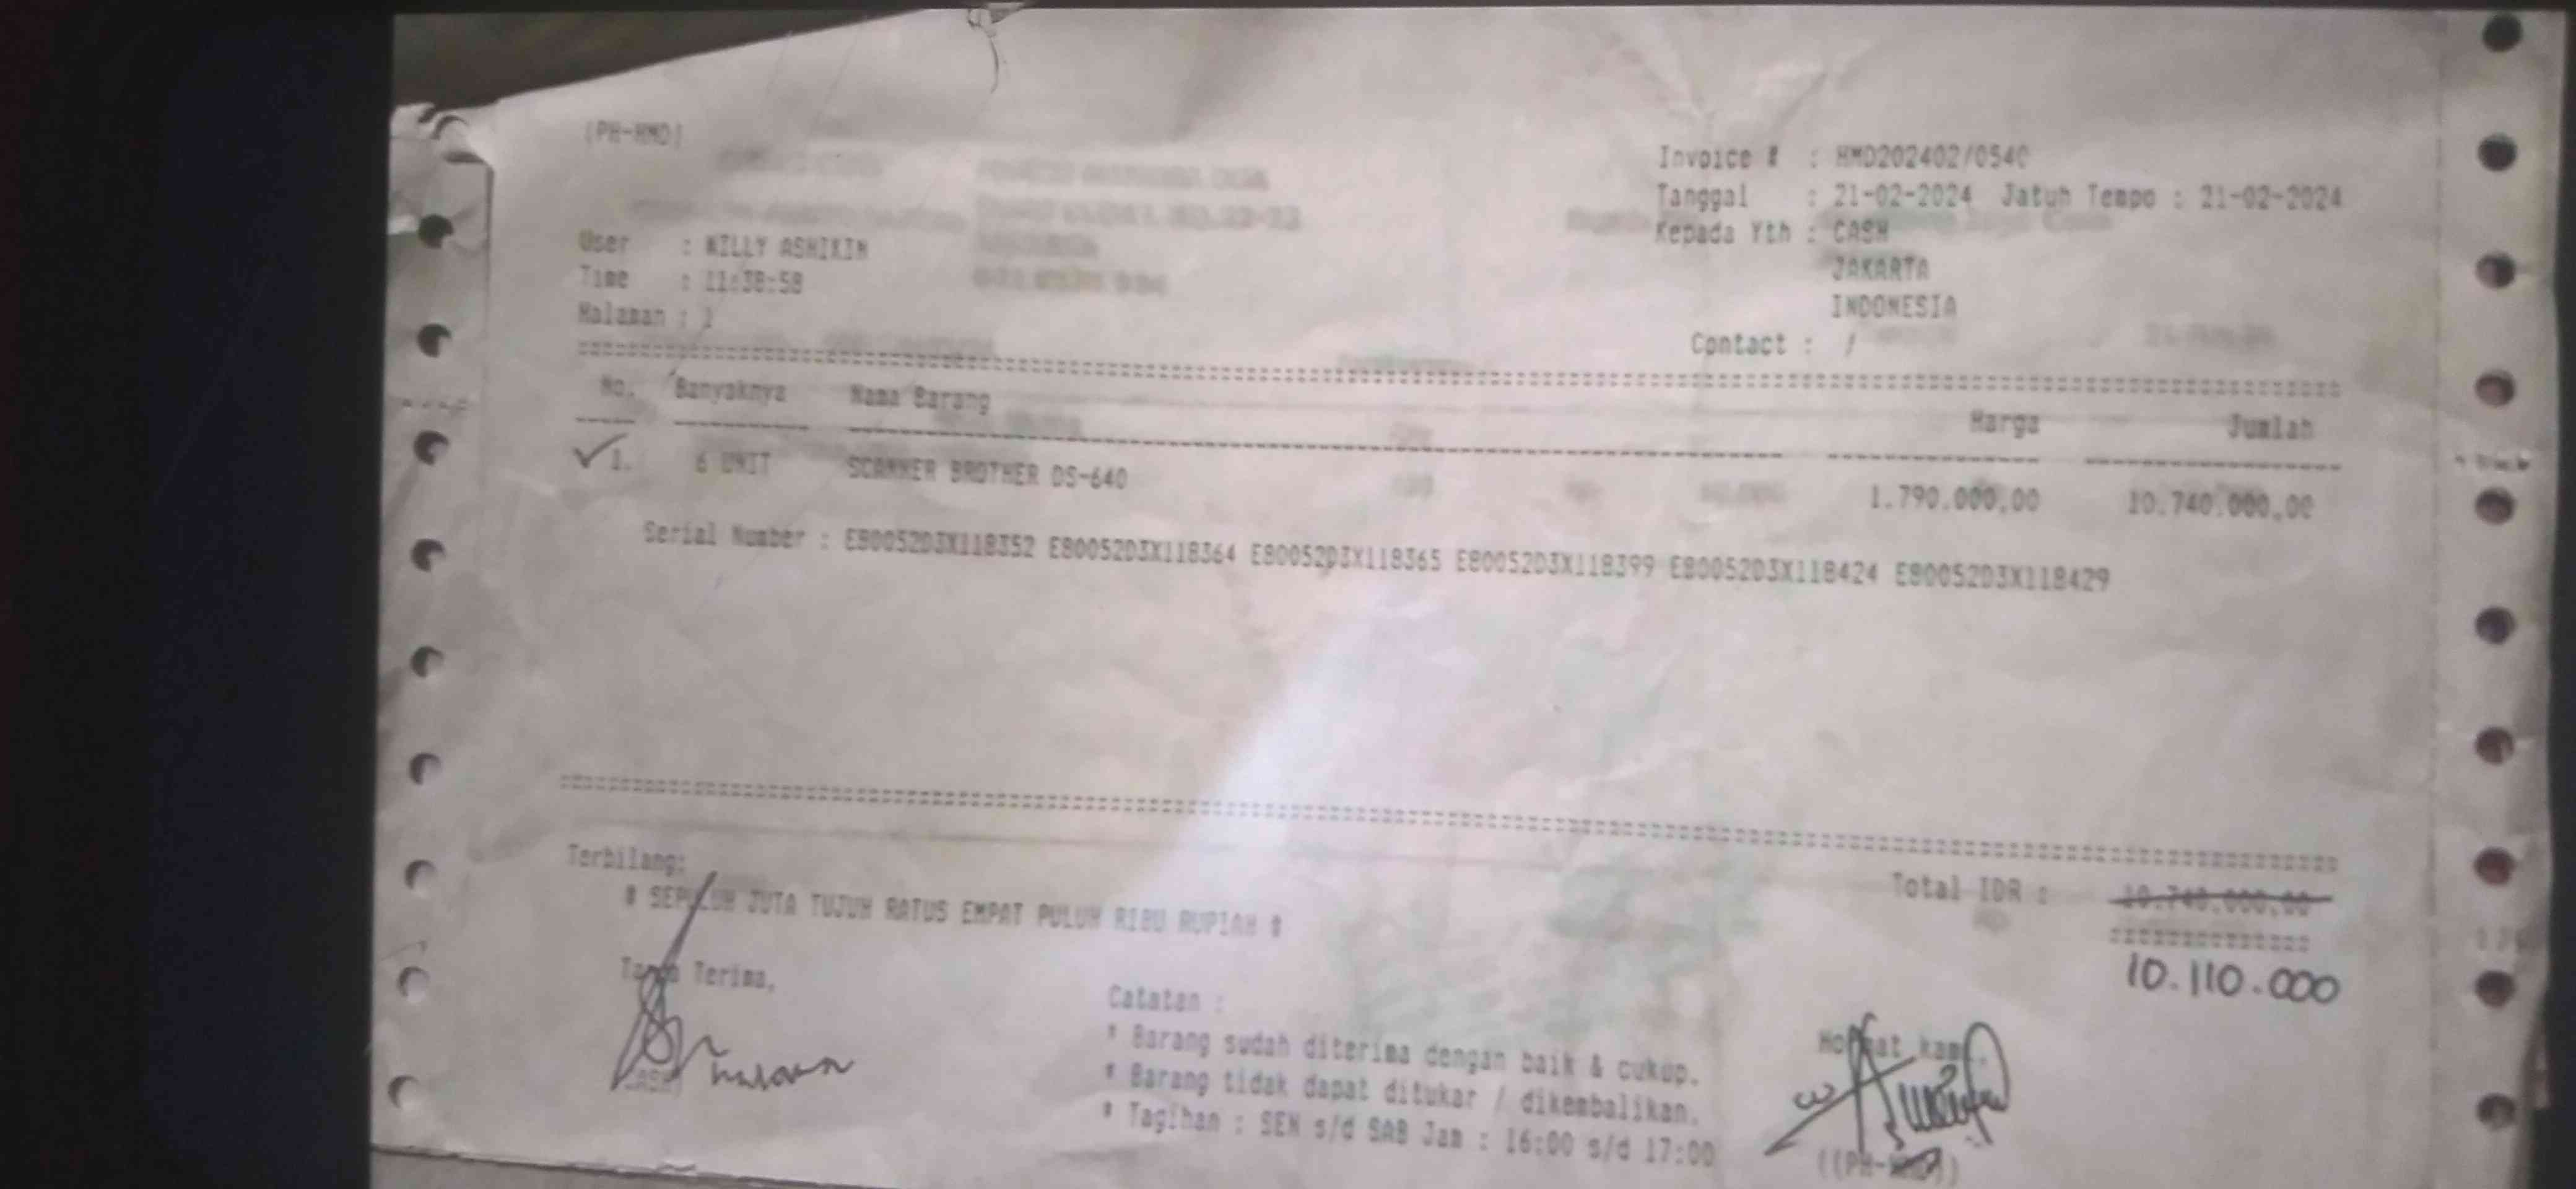 (PH-HMD)
Invoice # : HMD202402/0540
Tanggal : 21-02-2024 Jatuh Tempo : 21-02-2024
Kepada Yth : CASH
JAKARTA
INDONESIA
Contact : /
User : WILLY ASHIKIN
Time : 11:38:58
Halaman : 1
No. Banyaknya Nama Barang Harga Jumlah
✓ 1. 6 UNIT SCANNER BROTHER DS-640 1.790.000,00 10.740.000,00
Serial Number : E80052D3X118352 E80052D3X118364 E80052D3X118365 E80052D3X118399 E80052D3X118424 E80052D3X118429
Terbilang:
# SEPULUH JUTA TUJUH RATUS EMPAT PULUH RIBU RUPIAH #
Total IDR : 10.740.000,00
10.110.000
Tanda Terima,
Catatan :
* Barang sudah diterima dengan baik & cukup.
* Barang tidak dapat ditukar / dikembalikan.
* Tagihan : SEN s/d SAB Jam : 16:00 s/d 17:00
Hormat kami,
((PH-HMD))